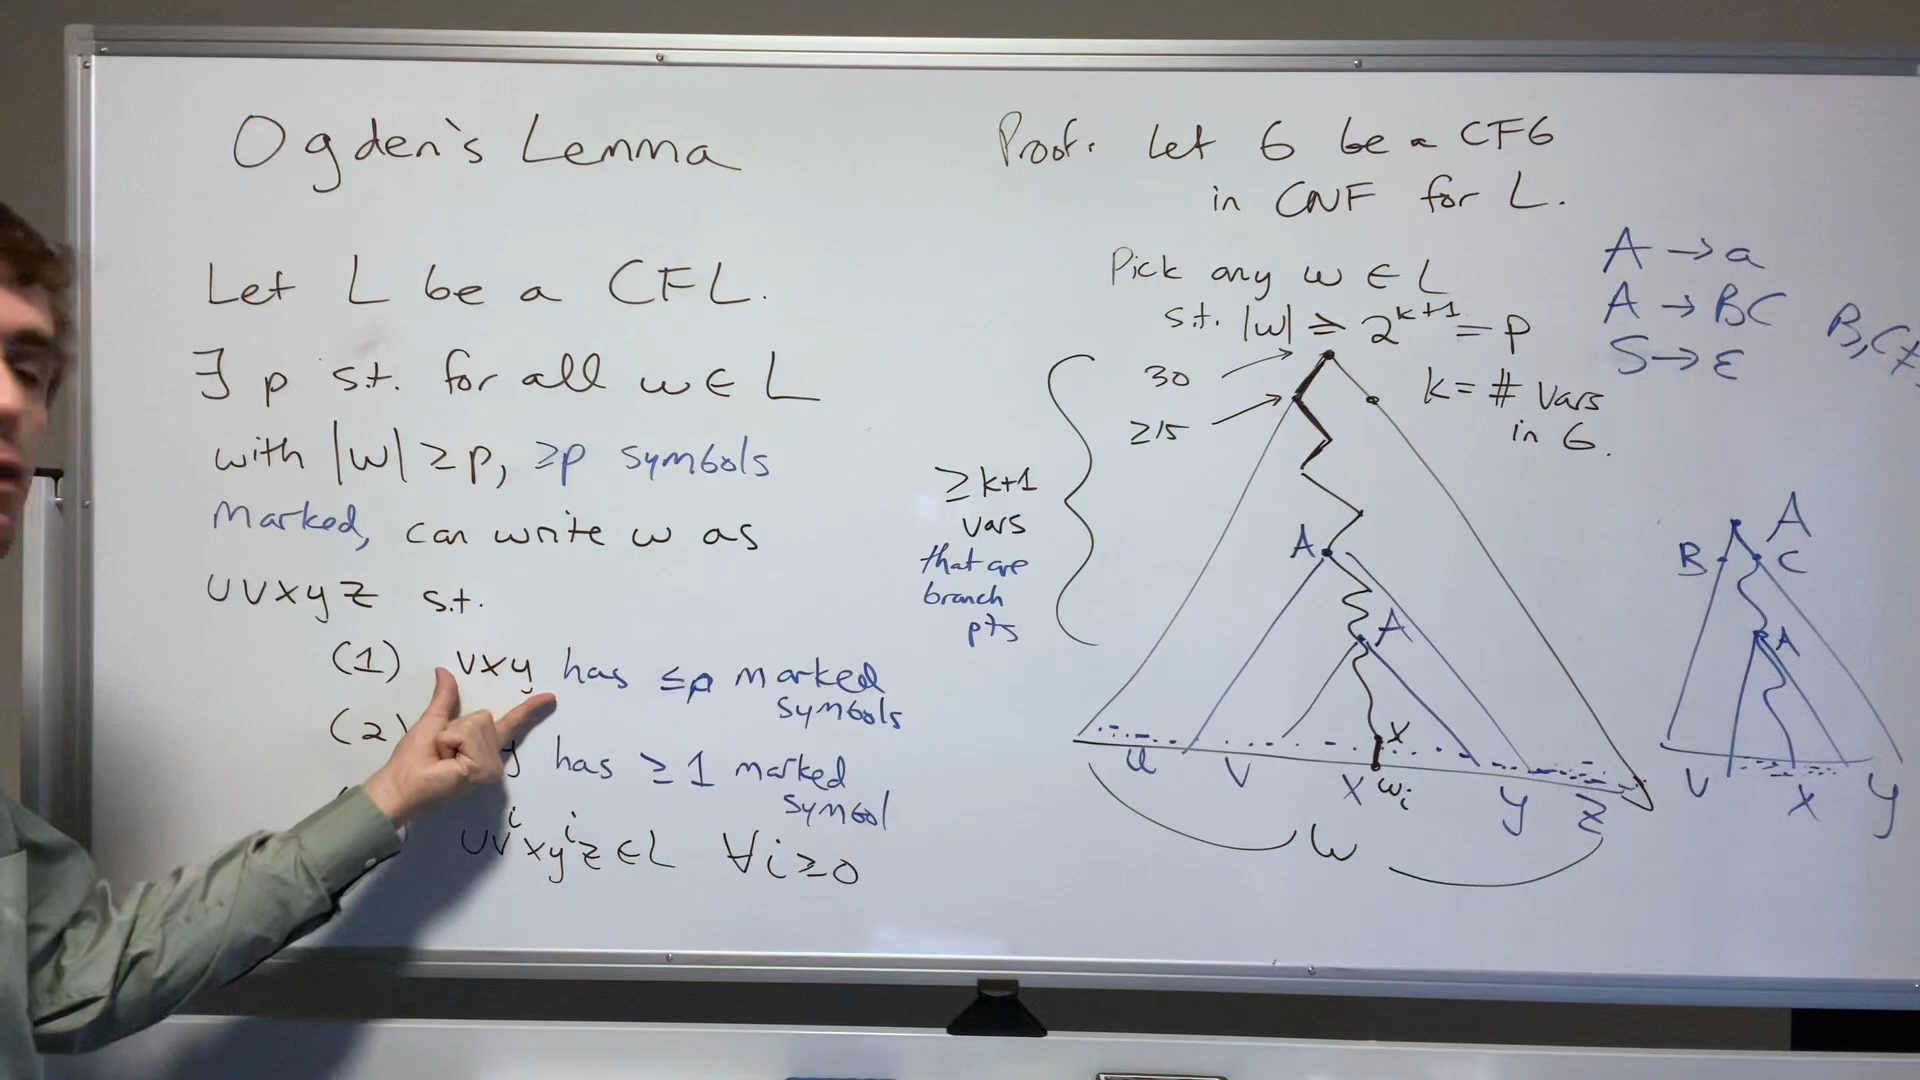 Ogden's Lemma
Let L be a CFL.
∃ p s.t. for all w ∈ L
with |w| ≥ p, ≥p symbols
marked, can write w as
uvxyz s.t.
(1) vxy has ≤p marked
symbols
(2) y has ≥ 1 marked
symbol
uvⁱxyⁱz ∈ L ∀i ≥ 0
Proof. Let G be a CFG
in CNF for L.
Pick any w ∈ L
s.t. |w| ≥ 2^{k+1} = p
k = # vars
in G.
A → a
A → BC
S → ε
B, C ≠
30
≥15
≥ k+1
vars
that are
branch
pts
A
A
X
u v x wᵢ y z
w
A
B C
A
v x y